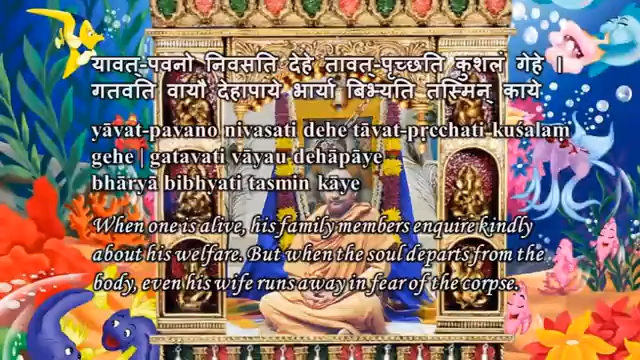 यावत्-पवनो निवसति देहे तावत्-पृच्छति कुशलं गेहे ।
गतवति वायौ देहापाये भार्या बिभ्यति तस्मिन् काये
yāvat-pavano nivasati dehe tāvat-pṛcchati kuśalaṃ
gehe | gatavati vāyau dehāpāye
bhāryā bibhyati tasmin kāye
When one is alive, his family members enquire kindly
about his welfare. But when the soul departs from the
body, even his wife runs away in fear of the corpse.